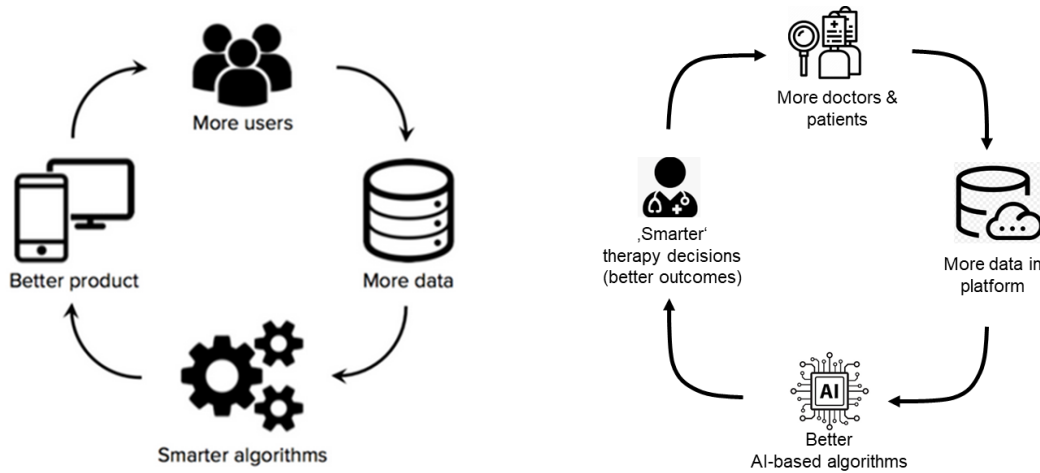 More users
Better product
More data
Smarter algorithms
More doctors &
patients
‚Smarter‘
therapy decisions
(better outcomes)
More data in
platform
AI
Better
AI-based algorithms